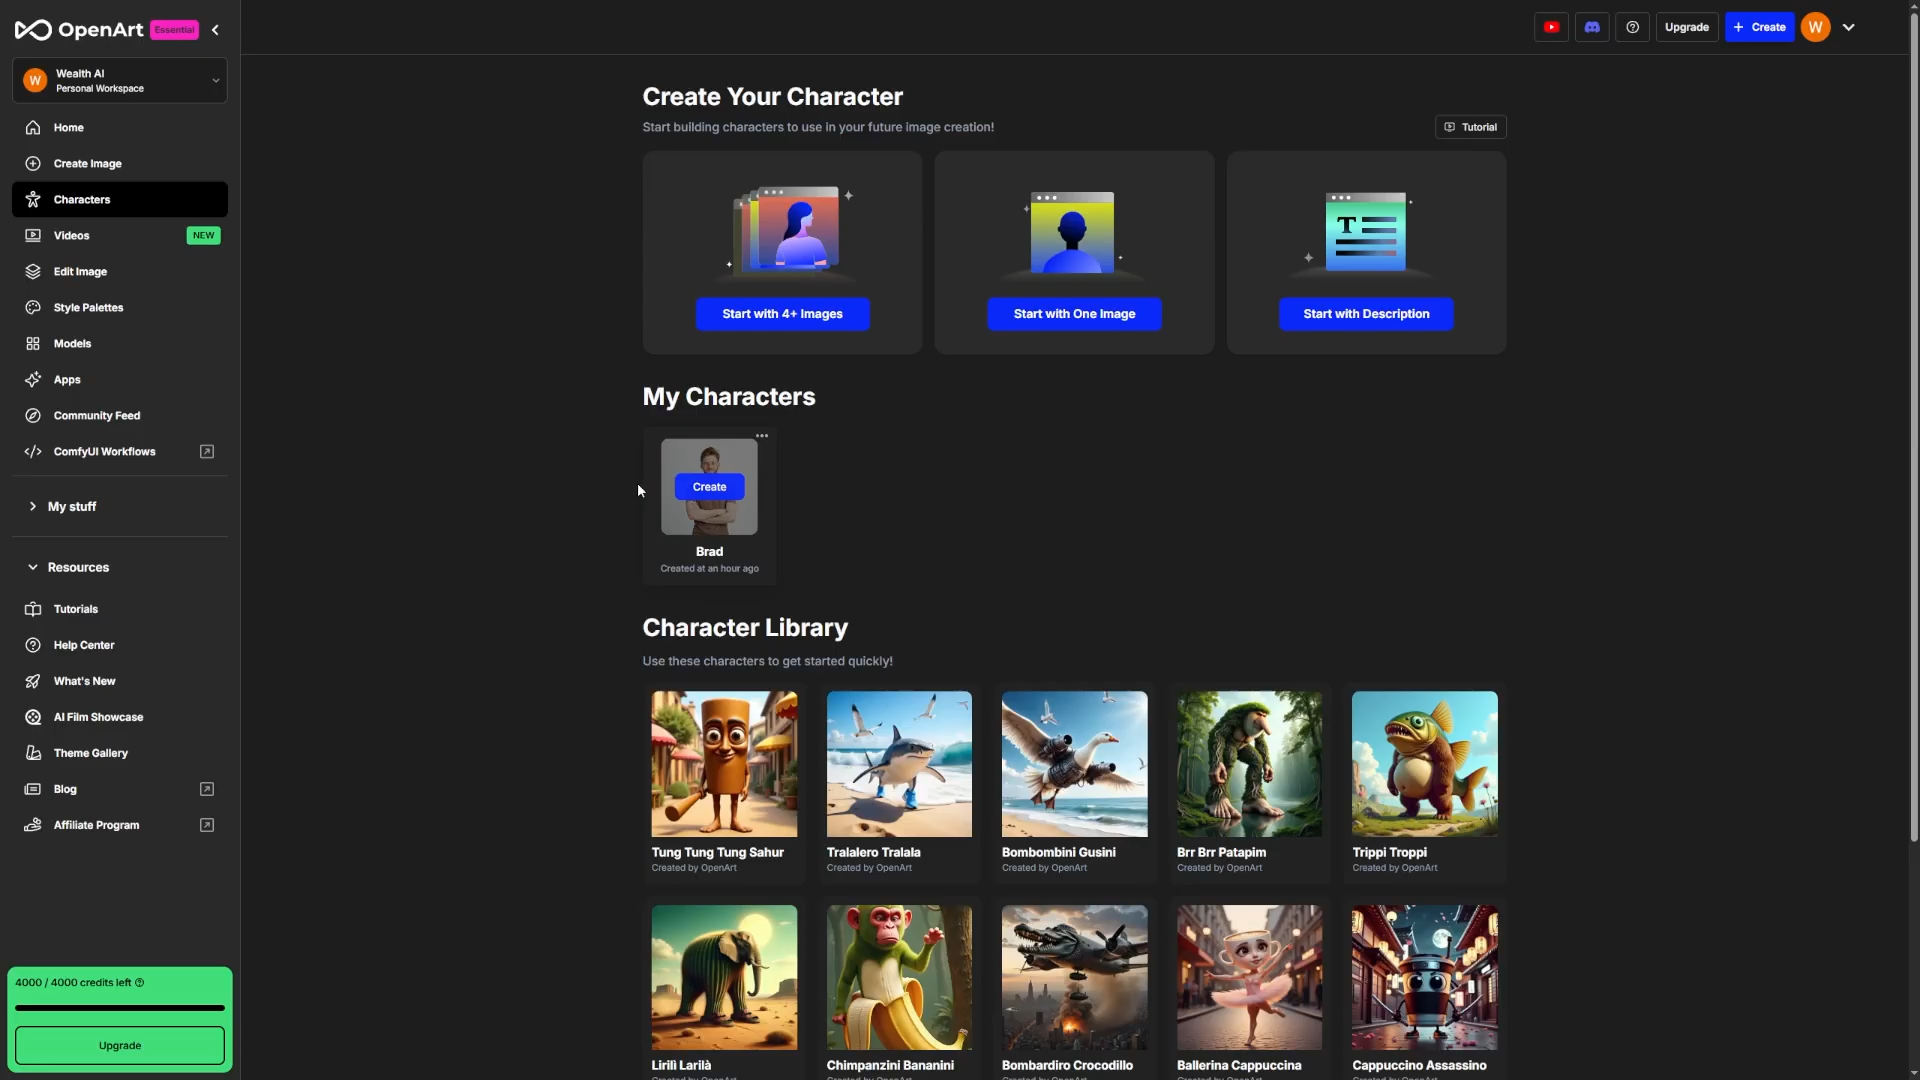 OpenArt Essential
Wealth AI
Personal Workspace
Home
Create Image
Characters
Videos NEW
Edit Image
Style Palettes
Models
Apps
Community Feed
ComfyUI Workflows
My stuff
Resources
Tutorials
Help Center
What's New
AI Film Showcase
Theme Gallery
Blog
Affiliate Program
4000 / 4000 credits left
Upgrade
Upgrade + Create W
Create Your Character
Start building characters to use in your future image creation!
Tutorial
Start with 4+ Images
Start with One Image
T
Start with Description
My Characters
Create
Brad
Created at an hour ago
Character Library
Use these characters to get started quickly!
Tung Tung Tung Sahur
Created by OpenArt
Tralalero Tralala
Created by OpenArt
Bombombini Gusini
Created by OpenArt
Brr Brr Patapim
Created by OpenArt
Trippi Troppi
Created by OpenArt
Lirilì Larilà
Chimpanzini Bananini
Bombardiro Crocodillo
Ballerina Cappuccina
Cappuccino Assassino